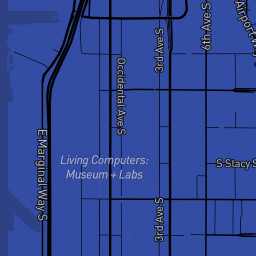 Occidental Ave S
3rd Ave S
6th Ave S
Airport W
E Marginal Way S
Living Computers:
Museum + Labs
S Stacy S
3rd Ave S